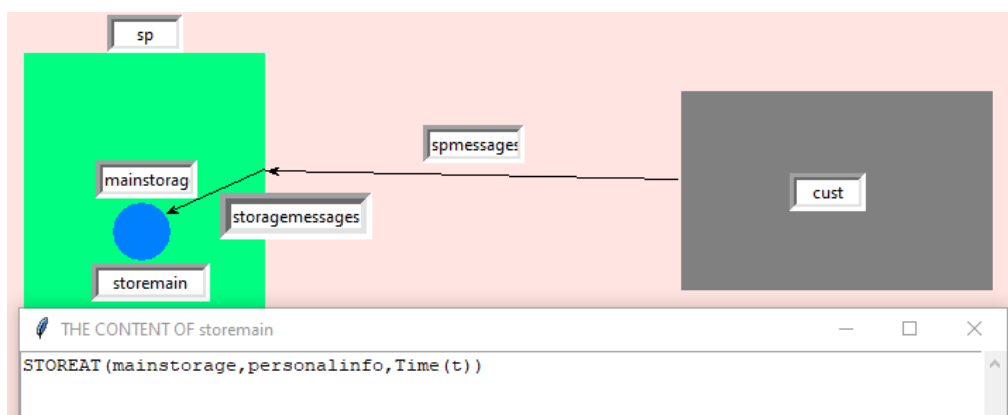 sp
spmessages
mainstorag
cust
storagemessages
storemain
THE CONTENT OF storemain
STOREAT(mainstorage,personalinfo,Time(t))